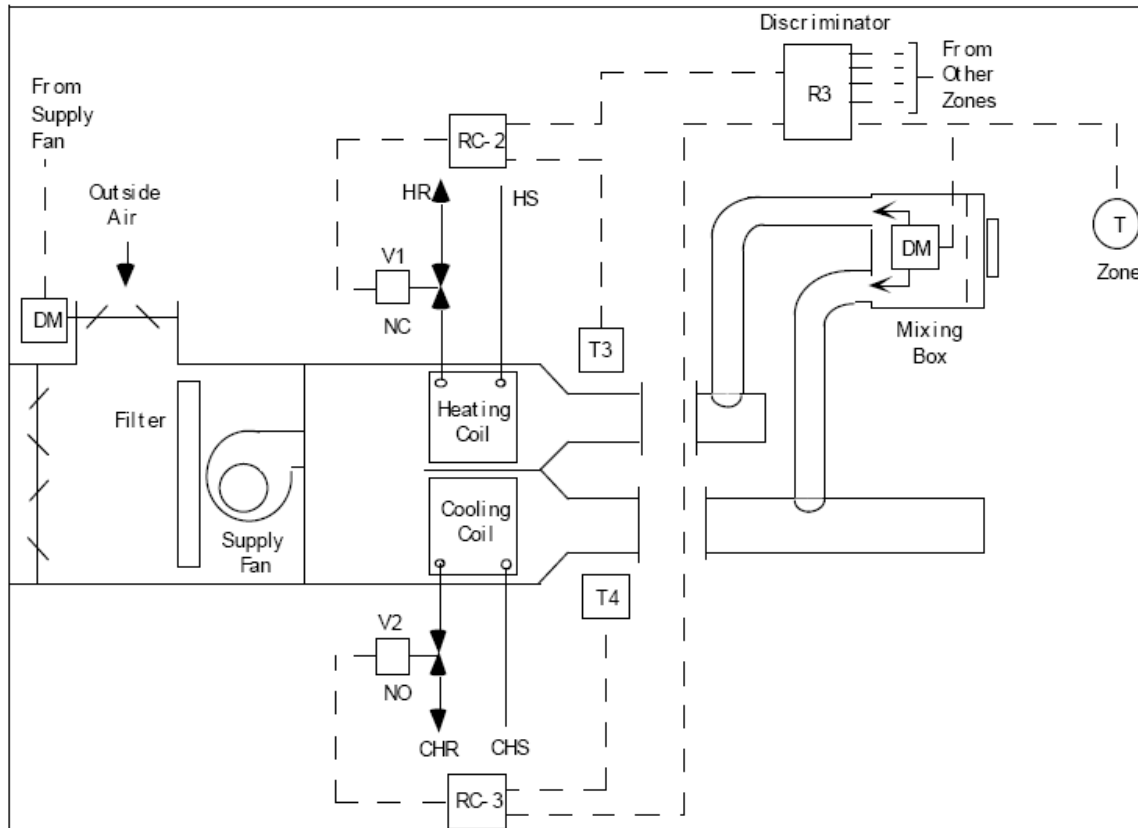 Discriminator
From
Other
Zones
R3
From
Supply
Fan
RC-2
Outside
Air
HR
HS
T
Zone
DM
V1
DM
NC
T3
Mixing
Box
Filter
Heating
Coil
Cooling
Coil
Supply
Fan
T4
V2
NO
CHR
CHS
RC-3